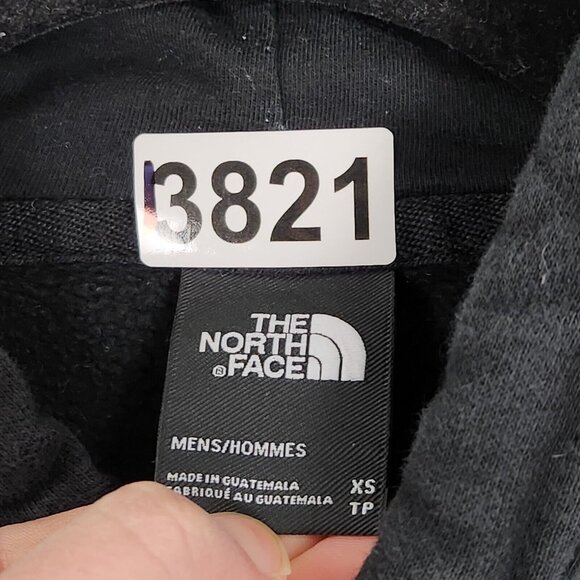 3821
THE
NORTH
FACE®
MENS/HOMMES
MADE IN GUATEMALA XS
FABRIQUÉ AU GUATEMALA TP